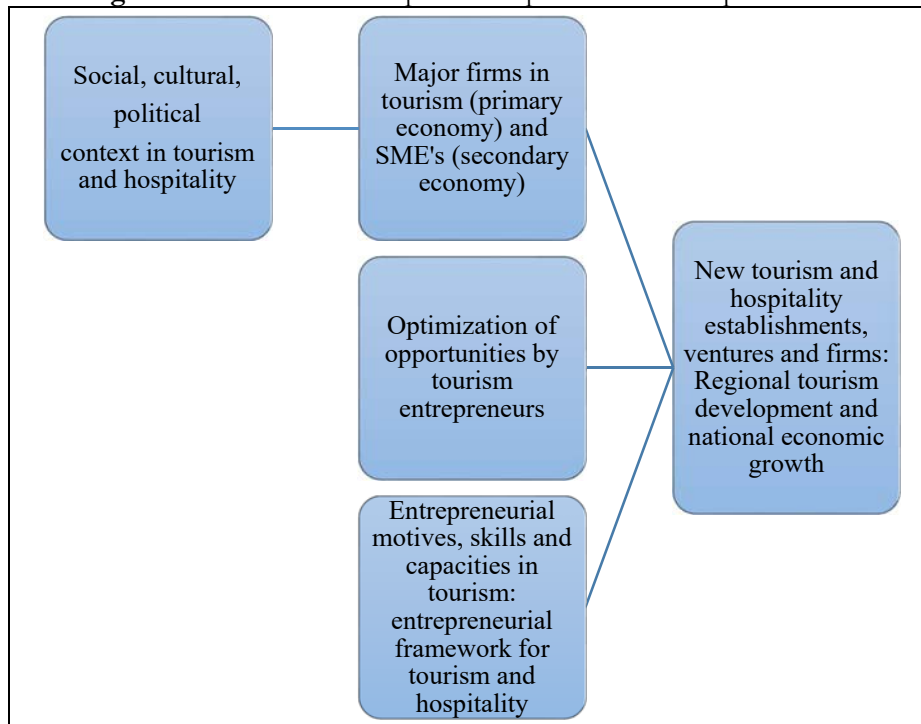 Social, cultural,
political
context in tourism
and hospitality
Major firms in
tourism (primary
economy) and
SME's (secondary
economy)
Optimization of
opportunities by
tourism
entrepreneurs
Entrepreneurial
motives, skills and
capacities in
tourism:
entrepreneurial
framework for
tourism and
hospitality
New tourism and
hospitality
establishments,
ventures and firms:
Regional tourism
development and
national economic
growth